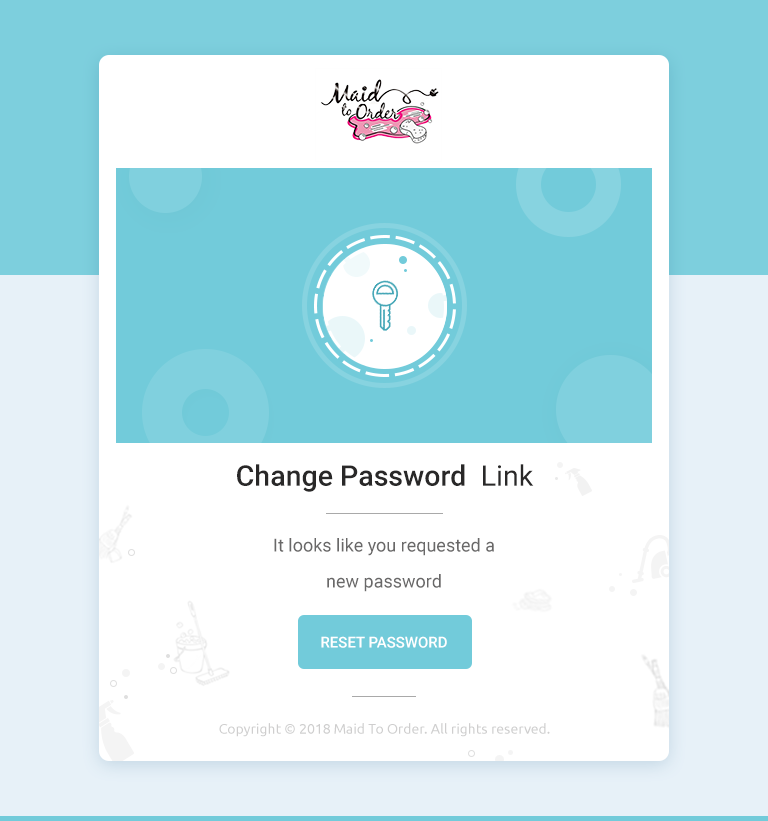 Maid
to Order
Change Password Link
It looks like you requested a
new password
RESET PASSWORD
Copyright © 2018 Maid To Order. All rights reserved.